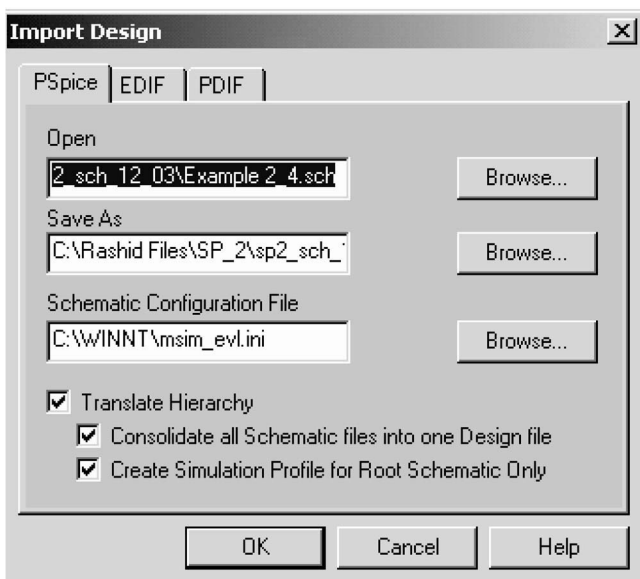 Import Design
PSpice EDIF PDIF
Open
2_sch_12_03\Example 2_4.sch Browse...
Save As
C:\Rashid Files\SP_2\sp2_sch_ Browse...
Schematic Configuration File
C:\WINNT\msim_evl.ini Browse...
Translate Hierarchy
Consolidate all Schematic files into one Design file
Create Simulation Profile for Root Schematic Only
OK Cancel Help